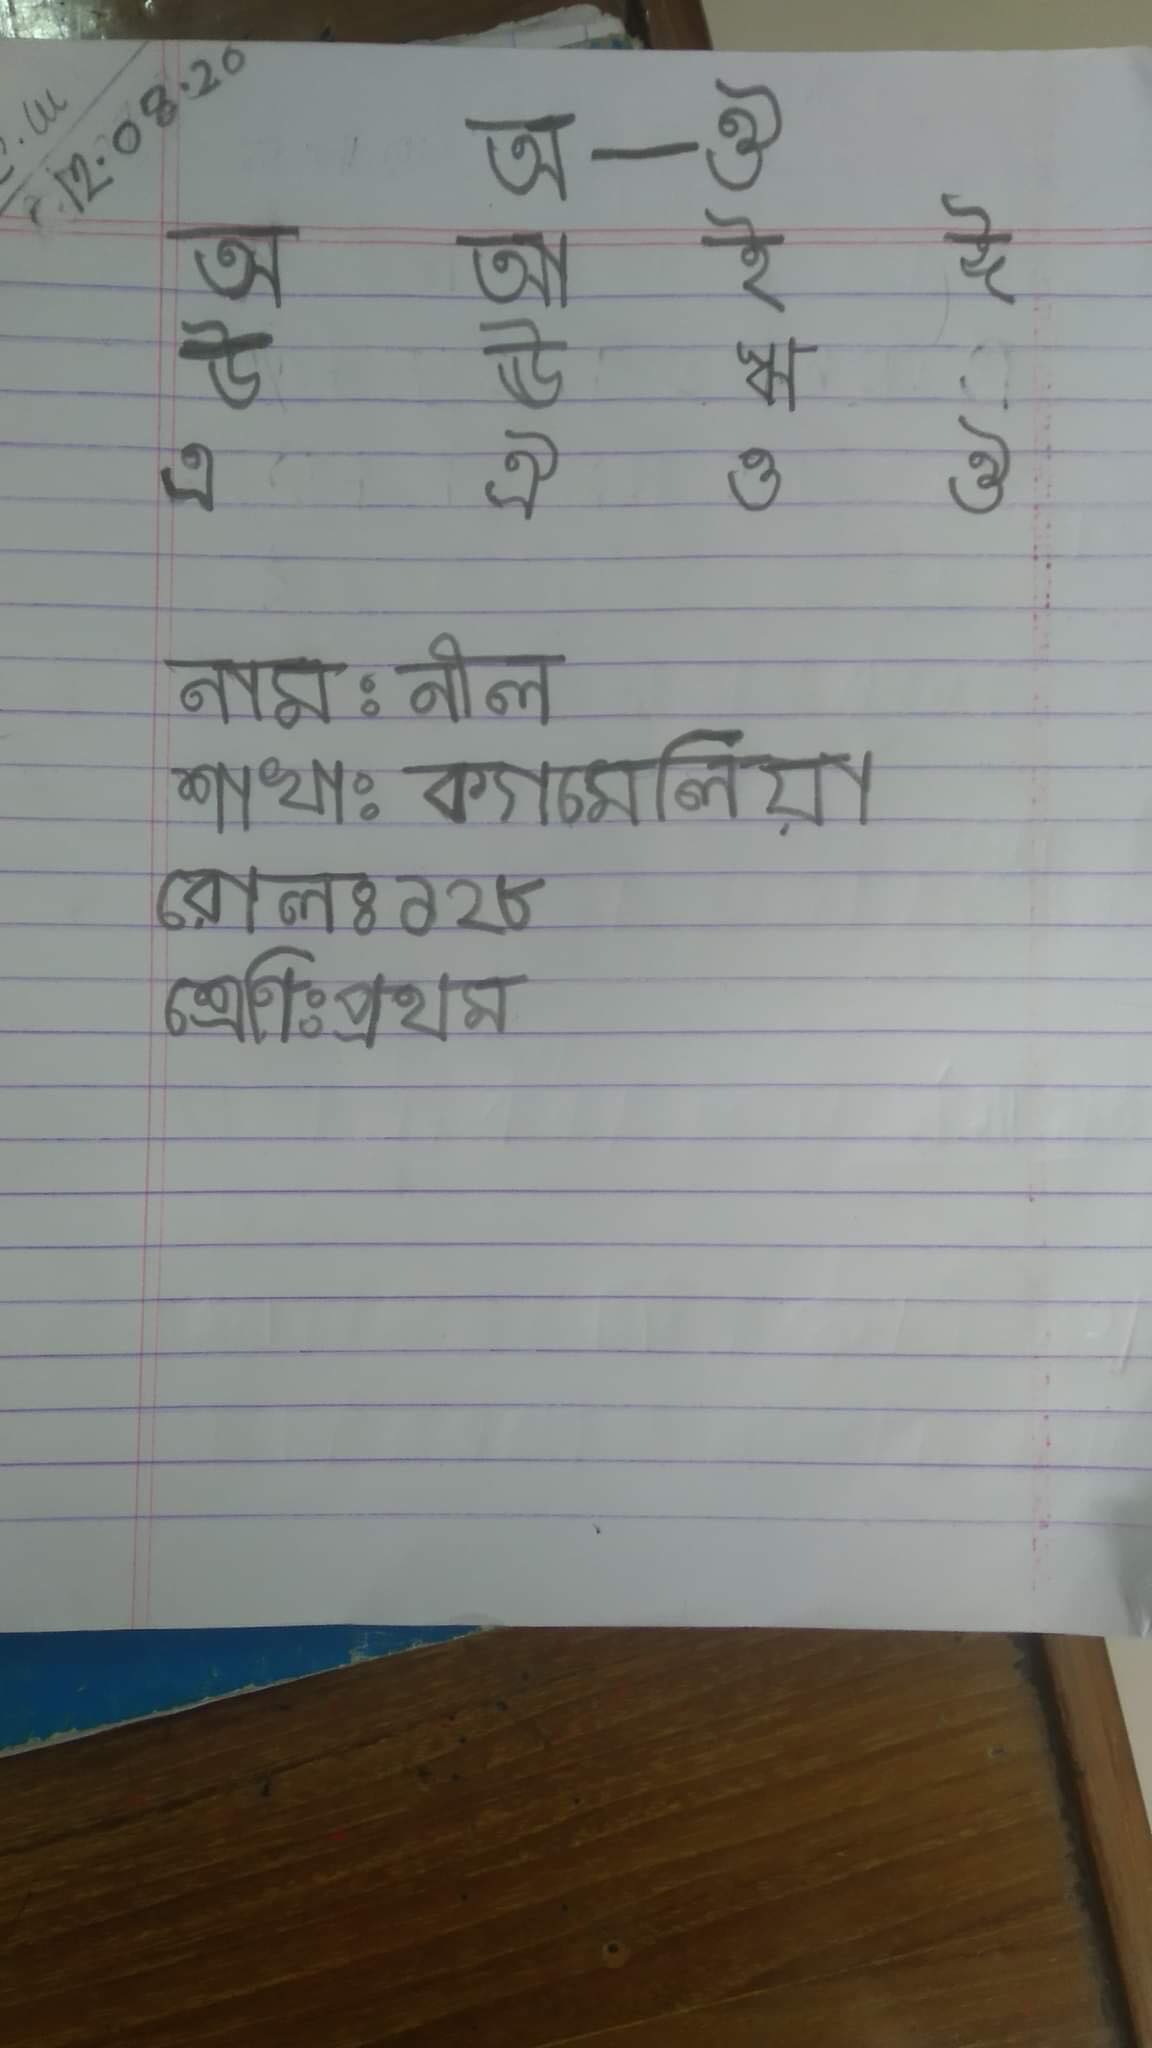 12.08.20
অ — ঔ
অ আ ই ঈ
উ ঊ ঋ
এ ঐ ও ঔ
নামঃ নীল
শাখাঃ ক্যামেলিয়া
রোলঃ ১২৮
শ্রেণিঃ প্রথম